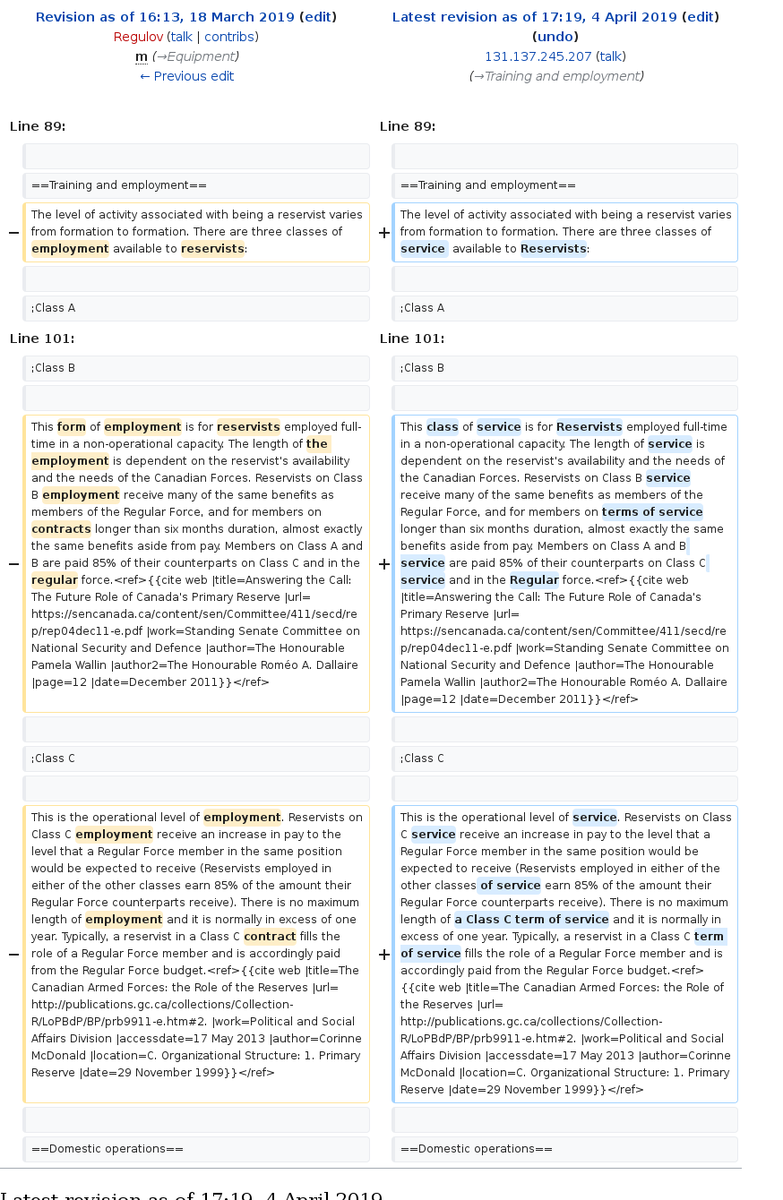 Revision as of 16:13, 18 March 2019 (edit)
Regulov (talk | contribs)
m (→Equipment)
← Previous edit
Latest revision as of 17:19, 4 April 2019 (edit)
(undo)
131.137.245.207 (talk)
(→Training and employment)
Line 89:
Line 89:
==Training and employment==
==Training and employment==
−
The level of activity associated with being a reservist varies
from formation to formation. There are three classes of
employment available to reservists:
+
The level of activity associated with being a reservist varies
from formation to formation. There are three classes of
service available to Reservists:
;Class A
;Class A
Line 101:
Line 101:
;Class B
;Class B
−
This form of employment is for reservists employed full-
time in a non-operational capacity. The length of the
employment is dependent on the reservist's availability
and the needs of the Canadian Forces. Reservists on Class
B employment receive many of the same benefits as
members of the Regular Force, and for members on
contracts longer than six months duration, almost exactly
the same benefits aside from pay. Members on Class A and
B are paid 85% of their counterparts on Class C and in the
regular force.<ref>{{cite web |title=Answering the Call:
The Future Role of Canada's Primary Reserve |url=
https://sencanada.ca/content/sen/Committee/411/secd/re
p/rep04dec11-e.pdf |work=Standing Senate Committee on
National Security and Defence |author=The Honourable
Pamela Wallin |author2=The Honourable Roméo A. Dallaire
|page=12 |date=December 2011}}</ref>
+
This class of service is for Reservists employed full-time
in a non-operational capacity. The length of service is
dependent on the reservist's availability and the needs of
the Canadian Forces. Reservists on Class B service
receive many of the same benefits as members of the
Regular Force, and for members on terms of service
longer than six months duration, almost exactly the same
benefits aside from pay. Members on Class A and B
service are paid 85% of their counterparts on Class C
service and in the Regular force.<ref>{{cite web
|title=Answering the Call: The Future Role of Canada's
Primary Reserve |url=
https://sencanada.ca/content/sen/Committee/411/secd/re
p/rep04dec11-e.pdf |work=Standing Senate Committee on
National Security and Defence |author=The Honourable
Pamela Wallin |author2=The Honourable Roméo A. Dallaire
|page=12 |date=December 2011}}</ref>
;Class C
;Class C
−
This is the operational level of employment. Reservists on
Class C employment receive an increase in pay to the
level that a Regular Force member in the same position
would be expected to receive (Reservists employed in
either of the other classes earn 85% of the amount their
Regular Force counterparts receive). There is no maximum
length of employment and it is normally in excess of one
year. Typically, a reservist in a Class C contract fills the
role of a Regular Force member and is accordingly paid
from the Regular Force budget.<ref>{{cite web |title=The
Canadian Armed Forces: the Role of the Reserves |url=
http://publications.gc.ca/collections/Collection-
R/LoPBdP/BP/prb9911-e.htm#2. |work=Political and Social
Affairs Division |accessdate=17 May 2013 |author=Corinne
McDonald |location=C. Organizational Structure: 1. Primary
Reserve |date=29 November 1999}}</ref>
+
This is the operational level of service. Reservists on Class
C service receive an increase in pay to the level that a
Regular Force member in the same position would be
expected to receive (Reservists employed in either of the
other classes of service earn 85% of the amount their
Regular Force counterparts receive). There is no maximum
length of a Class C term of service and it is normally in
excess of one year. Typically, a reservist in a Class C term
of service fills the role of a Regular Force member and is
accordingly paid from the Regular Force budget.<ref>
{{cite web |title=The Canadian Armed Forces: the Role of
the Reserves |url=
http://publications.gc.ca/collections/Collection-
R/LoPBdP/BP/prb9911-e.htm#2. |work=Political and Social
Affairs Division |accessdate=17 May 2013 |author=Corinne
McDonald |location=C. Organizational Structure: 1. Primary
Reserve |date=29 November 1999}}</ref>
==Domestic operations==
==Domestic operations==
Latest revision as of 17:19, 4 April 2019